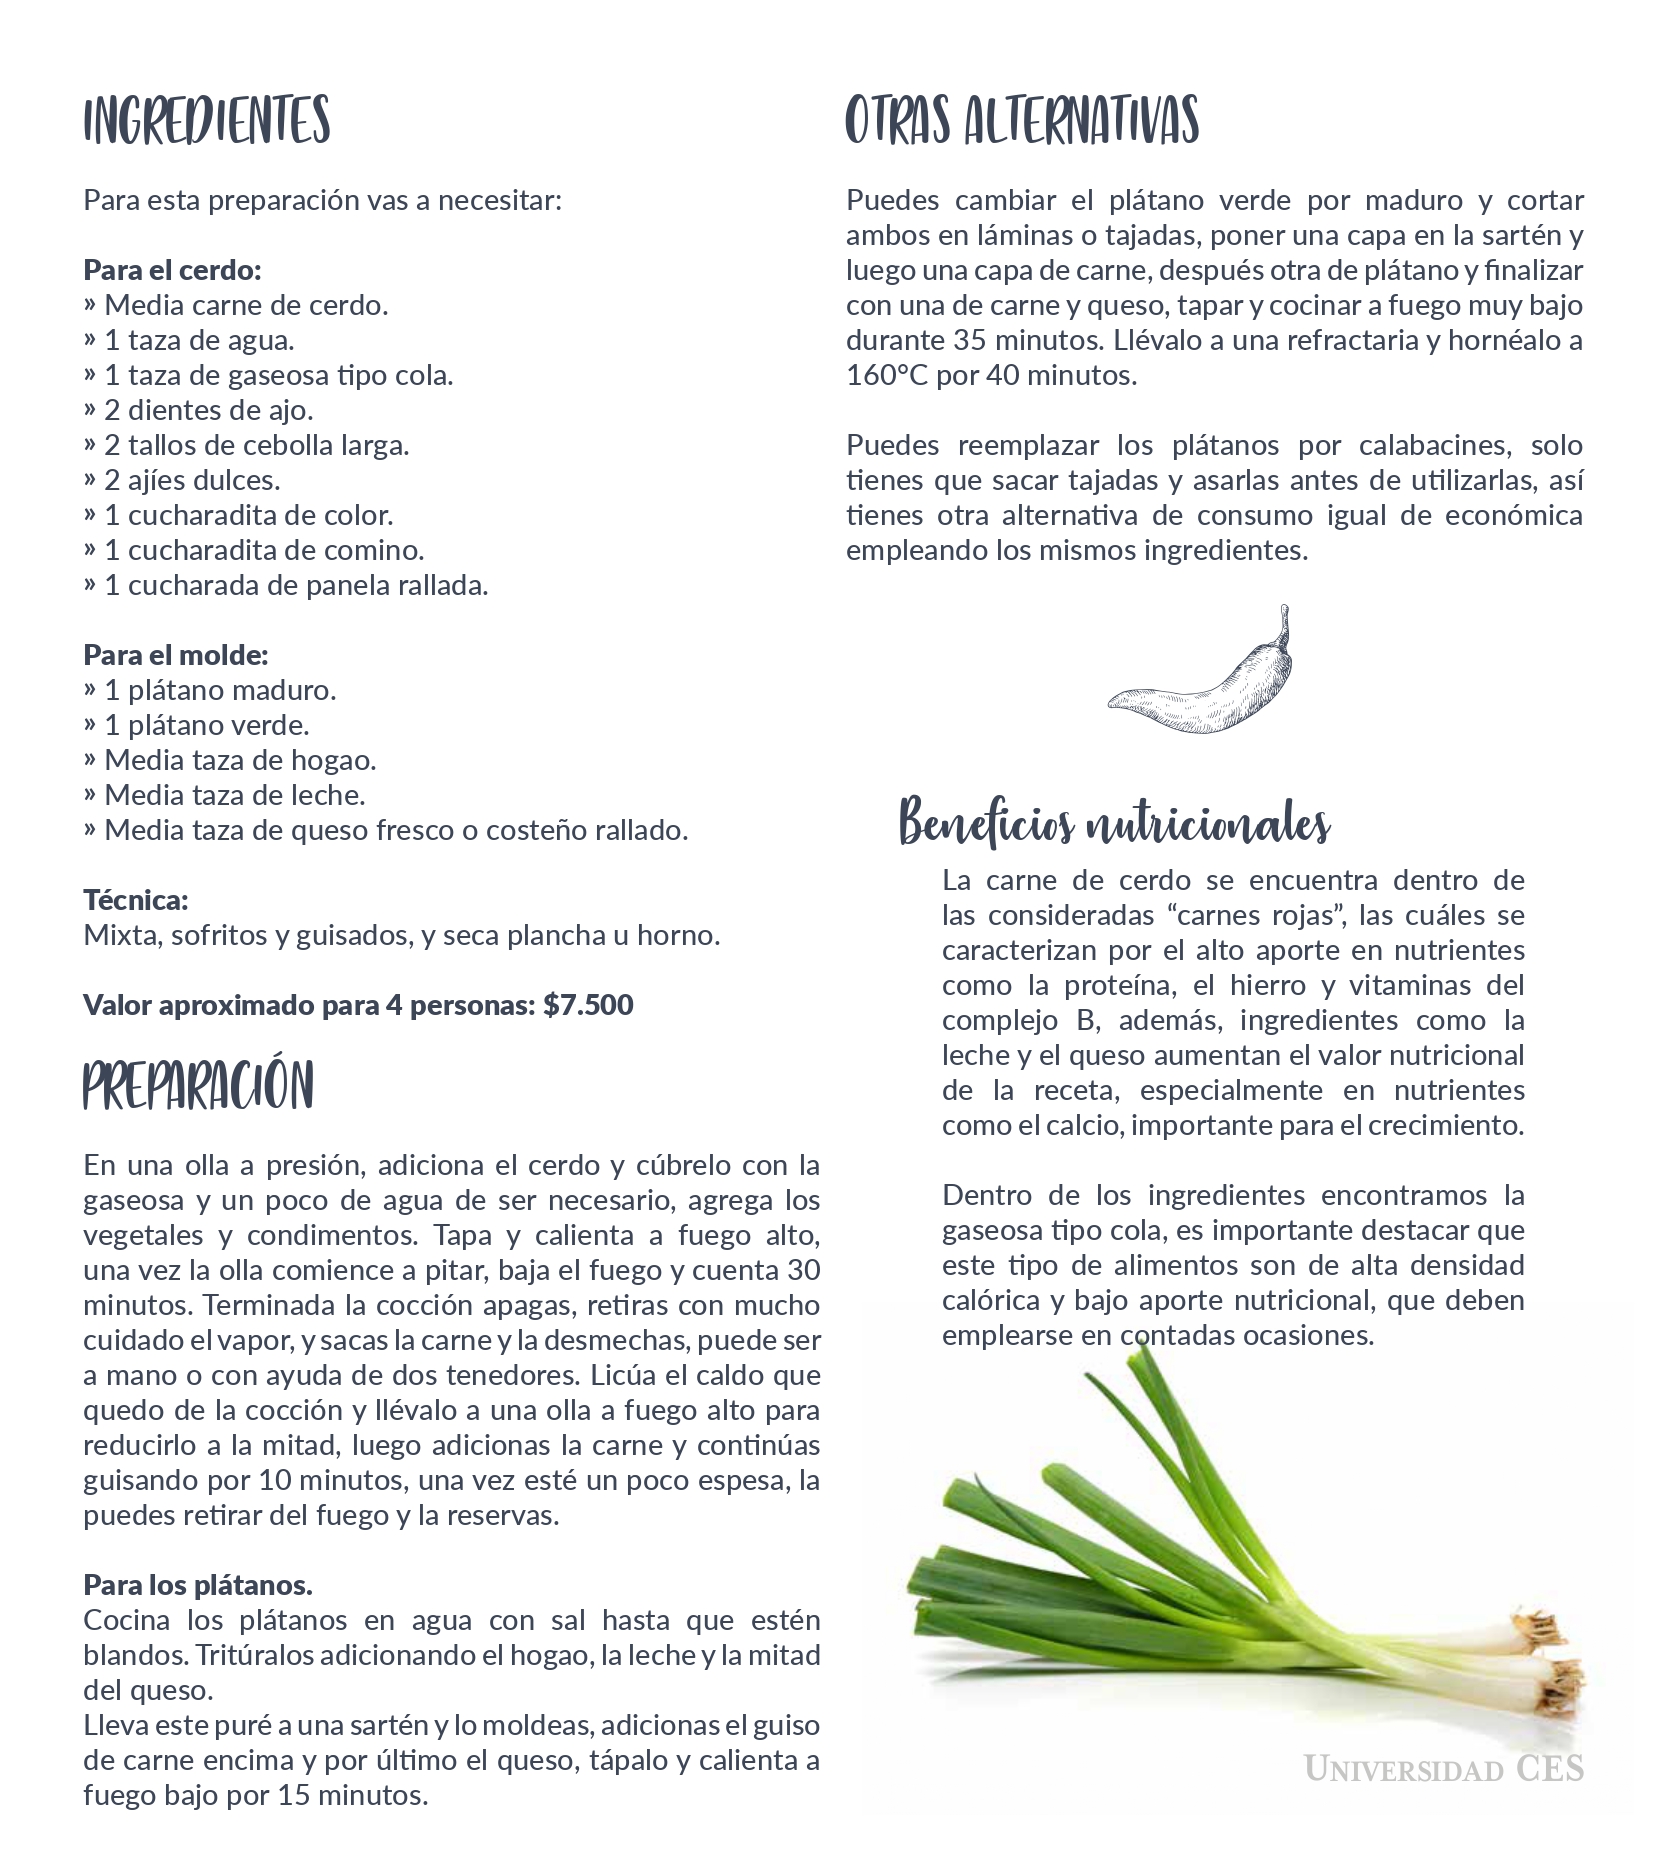 INGREDIENTES
Para esta preparación vas a necesitar:
Para el cerdo:
» Media carne de cerdo.
» 1 taza de agua.
» 1 taza de gaseosa tipo cola.
» 2 dientes de ajo.
» 2 tallos de cebolla larga.
» 2 ajíes dulces.
» 1 cucharadita de color.
» 1 cucharadita de comino.
» 1 cucharada de panela rallada.
Para el molde:
» 1 plátano maduro.
» 1 plátano verde.
» Media taza de hogao.
» Media taza de leche.
» Media taza de queso fresco o costeño rallado.
Técnica:
Mixta, sofritos y guisados, y seca plancha u horno.
Valor aproximado para 4 personas: $7.500
PREPARACIÓN
En una olla a presión, adiciona el cerdo y cúbrelo con la
gaseosa y un poco de agua de ser necesario, agrega los
vegetales y condimentos. Tapa y calienta a fuego alto,
una vez la olla comience a pitar, baja el fuego y cuenta 30
minutos. Terminada la cocción apagas, retiras con mucho
cuidado el vapor, y sacas la carne y la desmechas, puede ser
a mano o con ayuda de dos tenedores. Licúa el caldo que
quedo de la cocción y llévalo a una olla a fuego alto para
reducirlo a la mitad, luego adicionas la carne y continúas
guisando por 10 minutos, una vez esté un poco espesa, la
puedes retirar del fuego y la reservas.
Para los plátanos.
Cocina los plátanos en agua con sal hasta que estén
blandos. Tritúralos adicionando el hogao, la leche y la mitad
del queso.
Lleva este puré a una sartén y lo moldeas, adicionas el guiso
de carne encima y por último el queso, tápalo y calienta a
fuego bajo por 15 minutos.
OTRAS ALTERNATIVAS
Puedes cambiar el plátano verde por maduro y cortar
ambos en láminas o tajadas, poner una capa en la sartén y
luego una capa de carne, después otra de plátano y finalizar
con una de carne y queso, tapar y cocinar a fuego muy bajo
durante 35 minutos. Llévalo a una refractaria y hornéalo a
160°C por 40 minutos.
Puedes reemplazar los plátanos por calabacines, solo
tienes que sacar tajadas y asarlas antes de utilizarlas, así
tienes otra alternativa de consumo igual de económica
empleando los mismos ingredientes.
Beneficios nutricionales
La carne de cerdo se encuentra dentro de
las consideradas “carnes rojas”, las cuáles se
caracterizan por el alto aporte en nutrientes
como la proteína, el hierro y vitaminas del
complejo B, además, ingredientes como la
leche y el queso aumentan el valor nutricional
de la receta, especialmente en nutrientes
como el calcio, importante para el crecimiento.
Dentro de los ingredientes encontramos la
gaseosa tipo cola, es importante destacar que
este tipo de alimentos son de alta densidad
calórica y bajo aporte nutricional, que deben
emplearse en contadas ocasiones.
UNIVERSIDAD CES